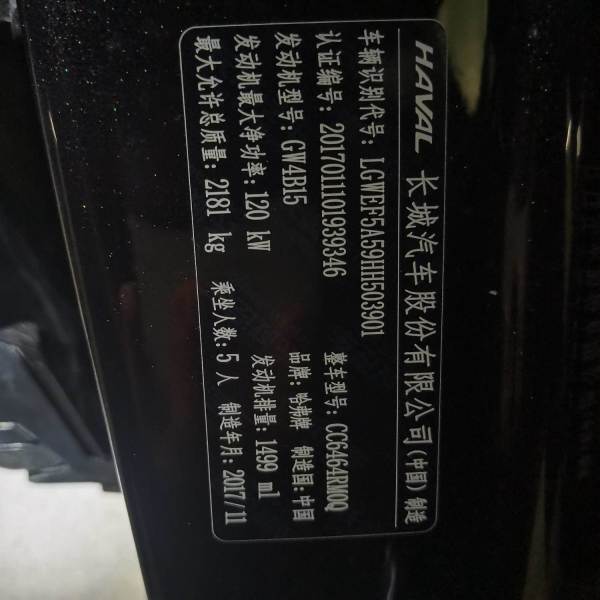 HAVAL 长城汽车股份有限公司(中国) 制造
车辆识别代号: LGWEF5A59HH503901
认证编号: 2017011101939346 整车型号: CC6464RM0Q
发动机型号: GW4B15 品牌: 哈弗牌 制造国: 中国
发动机最大净功率: 120 kW 发动机排量: 1499 ml
最大允许总质量: 2181 kg 乘坐人数: 5 人 制造年月: 2017/11